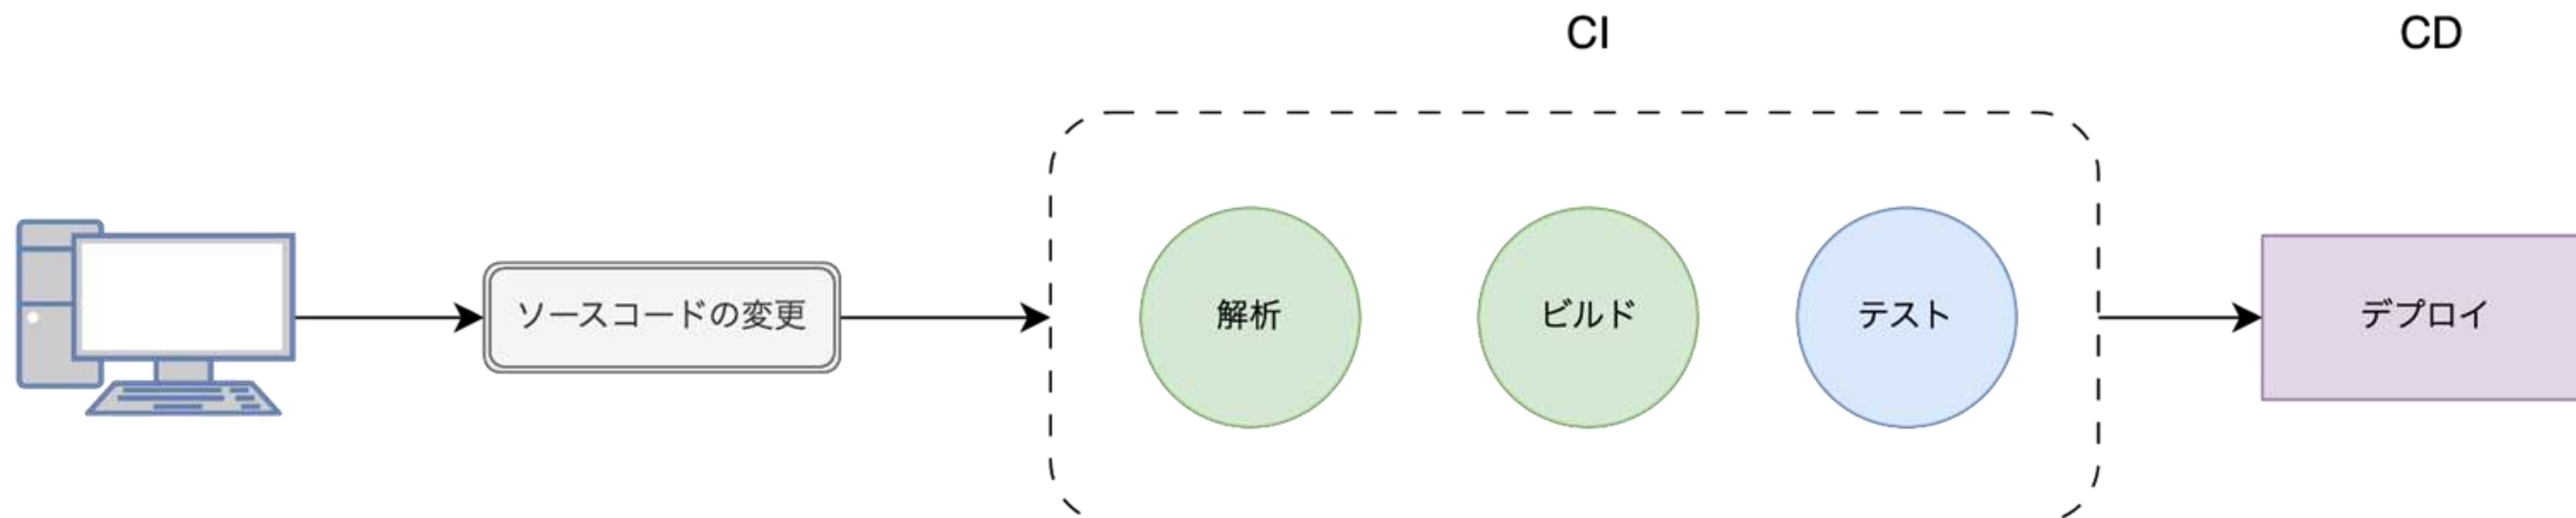 CI
CD
ソースコードの変更
解析
ビルド
テスト
デプロイ